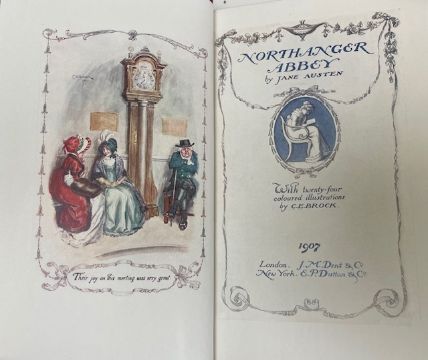 Their joy on this meeting was very great
NORTHANGER
ABBEY
by JANE AUSTEN
With twenty-four
coloured illustrations
by C.E.BROCK.
1907
London. J.M.Dent & Co.
New York. E.P.Dutton & Co.